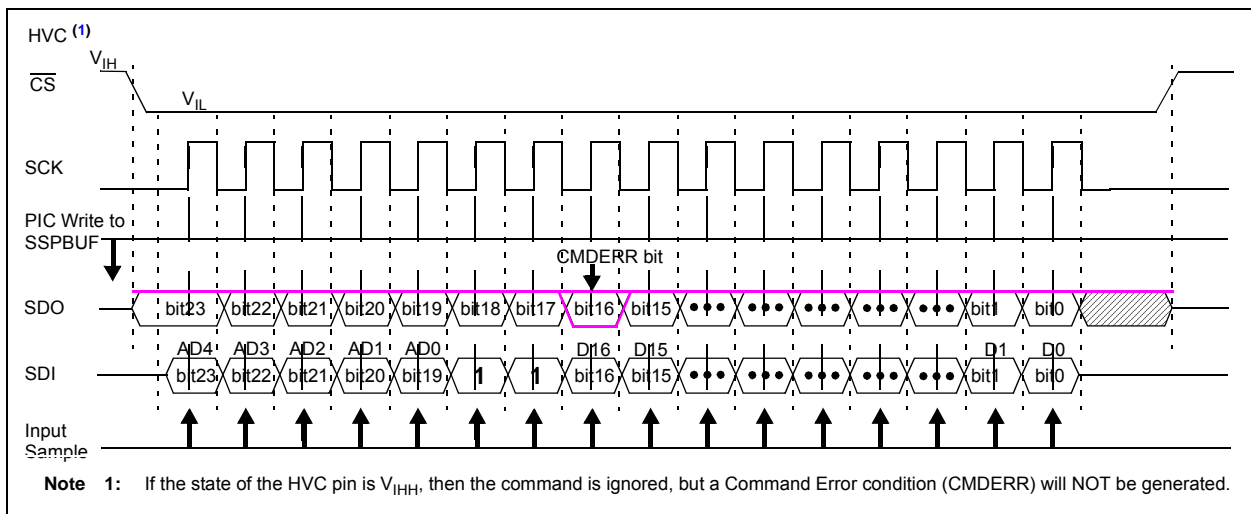 HVC (1)
VIH
CS
VIL
SCK
PIC Write to
SSPBUF
CMDERR bit
SDO bit23 bit22 bit21 bit20 bit19 bit18 bit17 bit16 bit15 ●●● ●●● ●●● ●●● ●●● bit1 bit0
AD4 AD3 AD2 AD1 AD0 D16 D15 D1 D0
SDI bit23 bit22 bit21 bit20 bit19 1 1 bit16 bit15 ●●● ●●● ●●● ●●● ●●● bit1 bit0
Input
Sample
Note 1: If the state of the HVC pin is VIHH, then the command is ignored, but a Command Error condition (CMDERR) will NOT be generated.